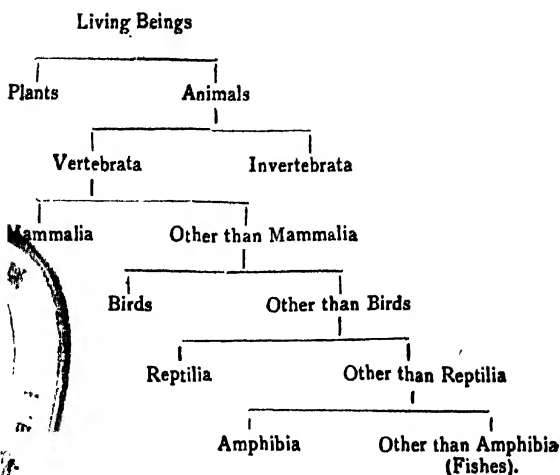 Living Beings
Plants Animals
Vertebrata Invertebrata
Mammalia Other than Mammalia
Birds Other than Birds
Reptilia Other than Reptilia
Amphibia Other than Amphibia
(Fishes).